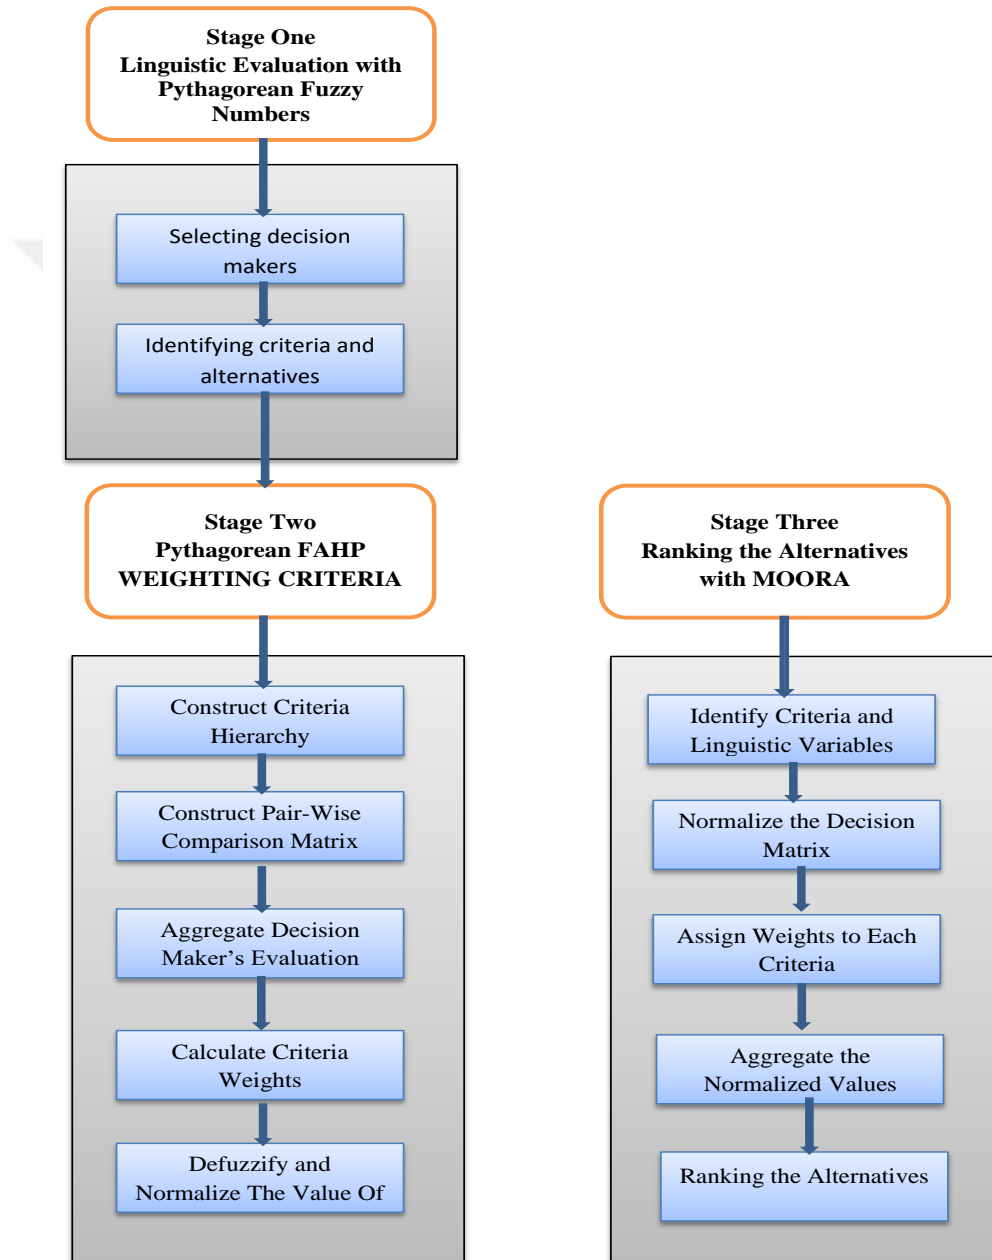 Stage One
Linguistic Evaluation with
Pythagorean Fuzzy
Numbers
Selecting decision
makers
Identifying criteria and
alternatives
Stage Two
Pythagorean FAHP
WEIGHTING CRITERIA
Construct Criteria
Hierarchy
Construct Pair-Wise
Comparison Matrix
Aggregate Decision
Maker’s Evaluation
Calculate Criteria
Weights
Defuzzify and
Normalize The Value Of
Stage Three
Ranking the Alternatives
with MOORA
Identify Criteria and
Linguistic Variables
Normalize the Decision
Matrix
Assign Weights to Each
Criteria
Aggregate the
Normalized Values
Ranking the Alternatives